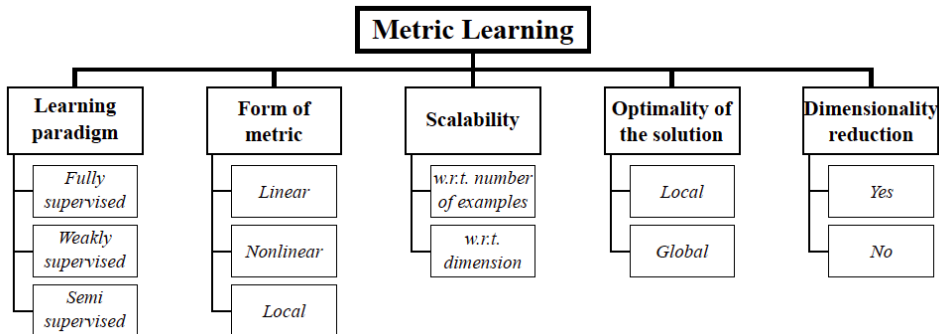 Metric Learning
Learning
paradigm
Fully
supervised
Weakly
supervised
Semi
supervised
Form of
metric
Linear
Nonlinear
Local
Scalability
w.r.t. number
of examples
w.r.t.
dimension
Optimality of
the solution
Local
Global
Dimensionality
reduction
Yes
No